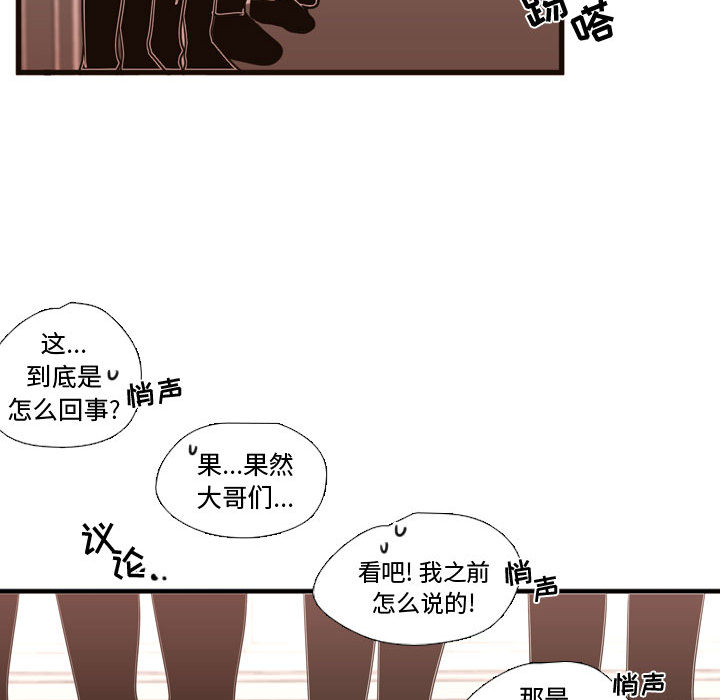 踢
嗒
这...
到底是
怎么回事?
悄声
果...果然
大哥们...
议
论..
看吧! 我之前
怎么说的!
悄声
悄声
那是